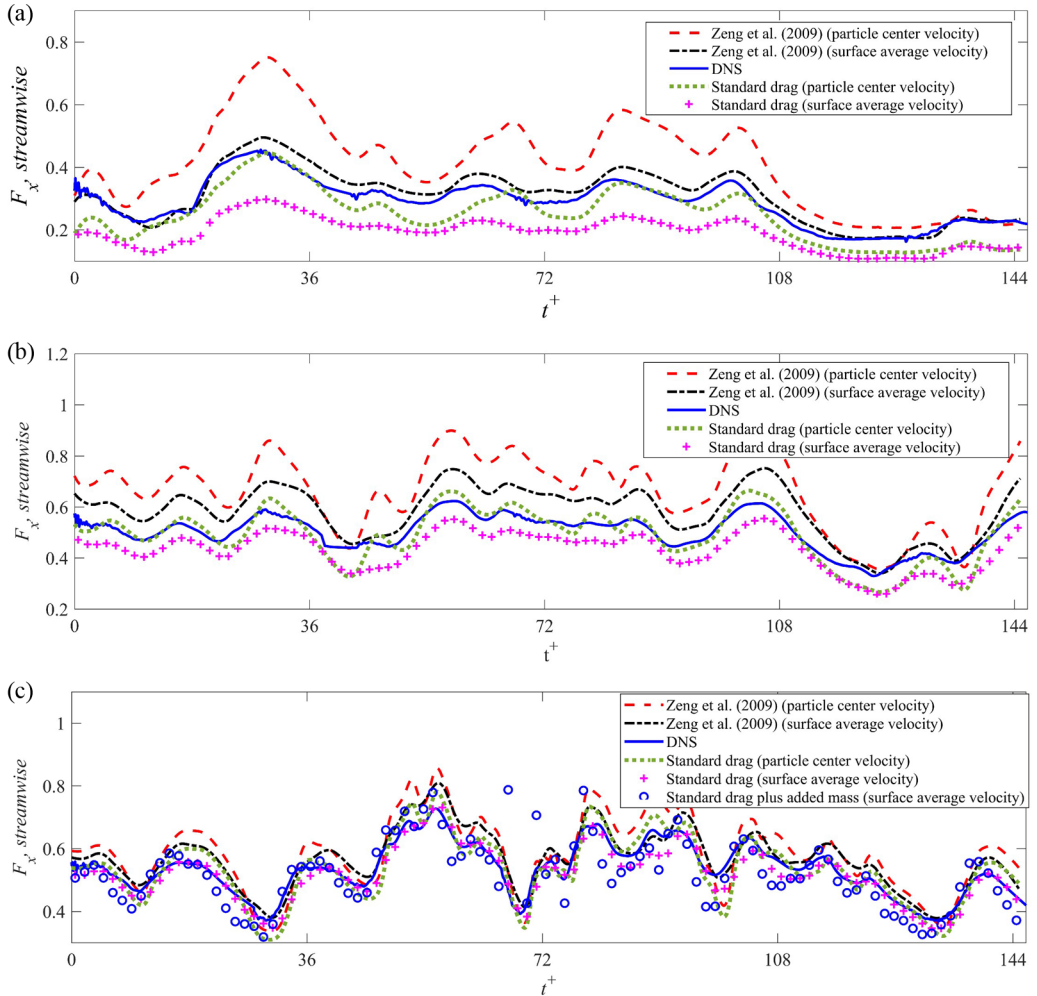 (a)
0.8
0.6
0.4
0.2
F_x, streamwise
Zeng et al. (2009) (particle center velocity)
Zeng et al. (2009) (surface average velocity)
DNS
Standard drag (particle center velocity)
Standard drag (surface average velocity)
0 36 72 108 144
t^+
(b)
1.2
1
0.8
0.6
0.4
0.2
F_x, streamwise
Zeng et al. (2009) (particle center velocity)
Zeng et al. (2009) (surface average velocity)
DNS
Standard drag (particle center velocity)
Standard drag (surface average velocity)
0 36 72 108 144
t^+
(c)
1
0.8
0.6
0.4
F_x, streamwise
Zeng et al. (2009) (particle center velocity)
Zeng et al. (2009) (surface average velocity)
DNS
Standard drag (particle center velocity)
Standard drag (surface average velocity)
Standard drag plus added mass (surface average velocity)
0 36 72 108 144
t^+